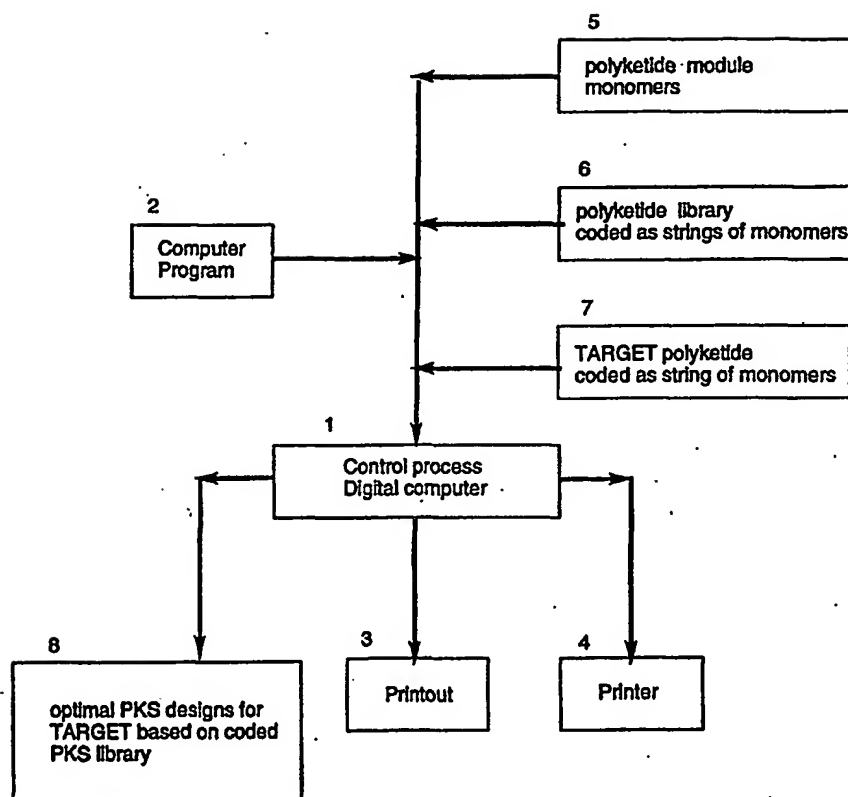 5
polyketide module
monomers
6
polyketide library
coded as strings of monomers
2
Computer
Program
7
TARGET polyketide
coded as string of monomers
1
Control process
Digital computer
8
optimal PKS designs for
TARGET based on coded
PKS library
3
Printout
4
Printer